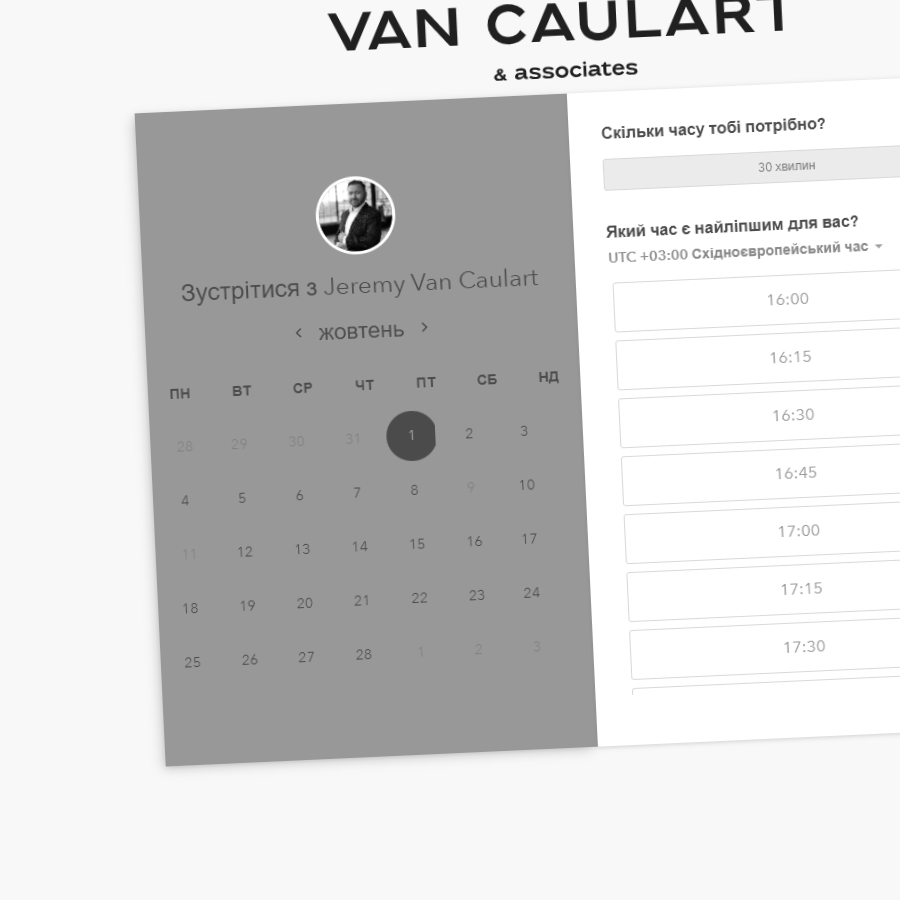 VAN CAULART
& associates
Зустрітися з Jeremy Van Caulart
‹ жовтень ›
ПН ВТ СР ЧТ ПТ СБ НД
28 29 30 31 1 2 3
4 5 6 7 8 9 10
11 12 13 14 15 16 17
18 19 20 21 22 23 24
25 26 27 28 1 2 3
Скільки часу тобі потрібно?
30 хвилин
Який час є найліпшим для вас?
UTC +03:00 Східноєвропейський час
16:00
16:15
16:30
16:45
17:00
17:15
17:30